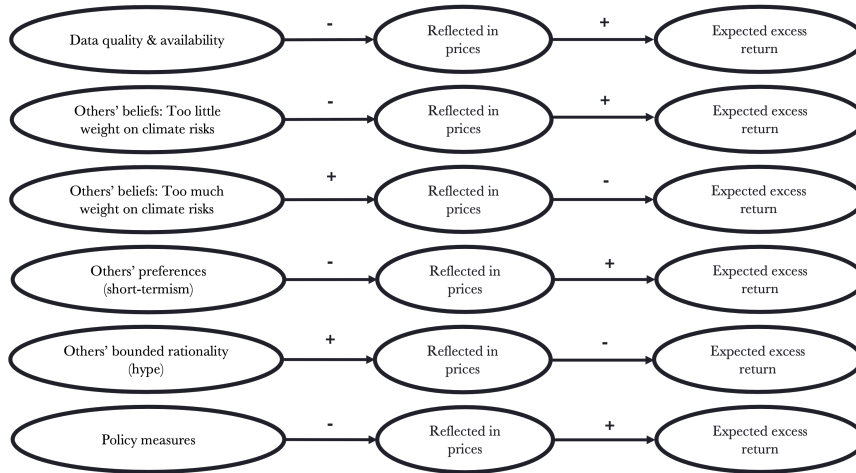 -
+
Data quality & availability
Reflected in
prices
Expected excess
return
-
+
Others' beliefs: Too little
weight on climate risks
Reflected in
prices
Expected excess
return
+
-
Others' beliefs: Too much
weight on climate risks
Reflected in
prices
Expected excess
return
-
+
Others' preferences
(short-termism)
Reflected in
prices
Expected excess
return
+
-
Others' bounded rationality
(hype)
Reflected in
prices
Expected excess
return
-
+
Policy measures
Reflected in
prices
Expected excess
return